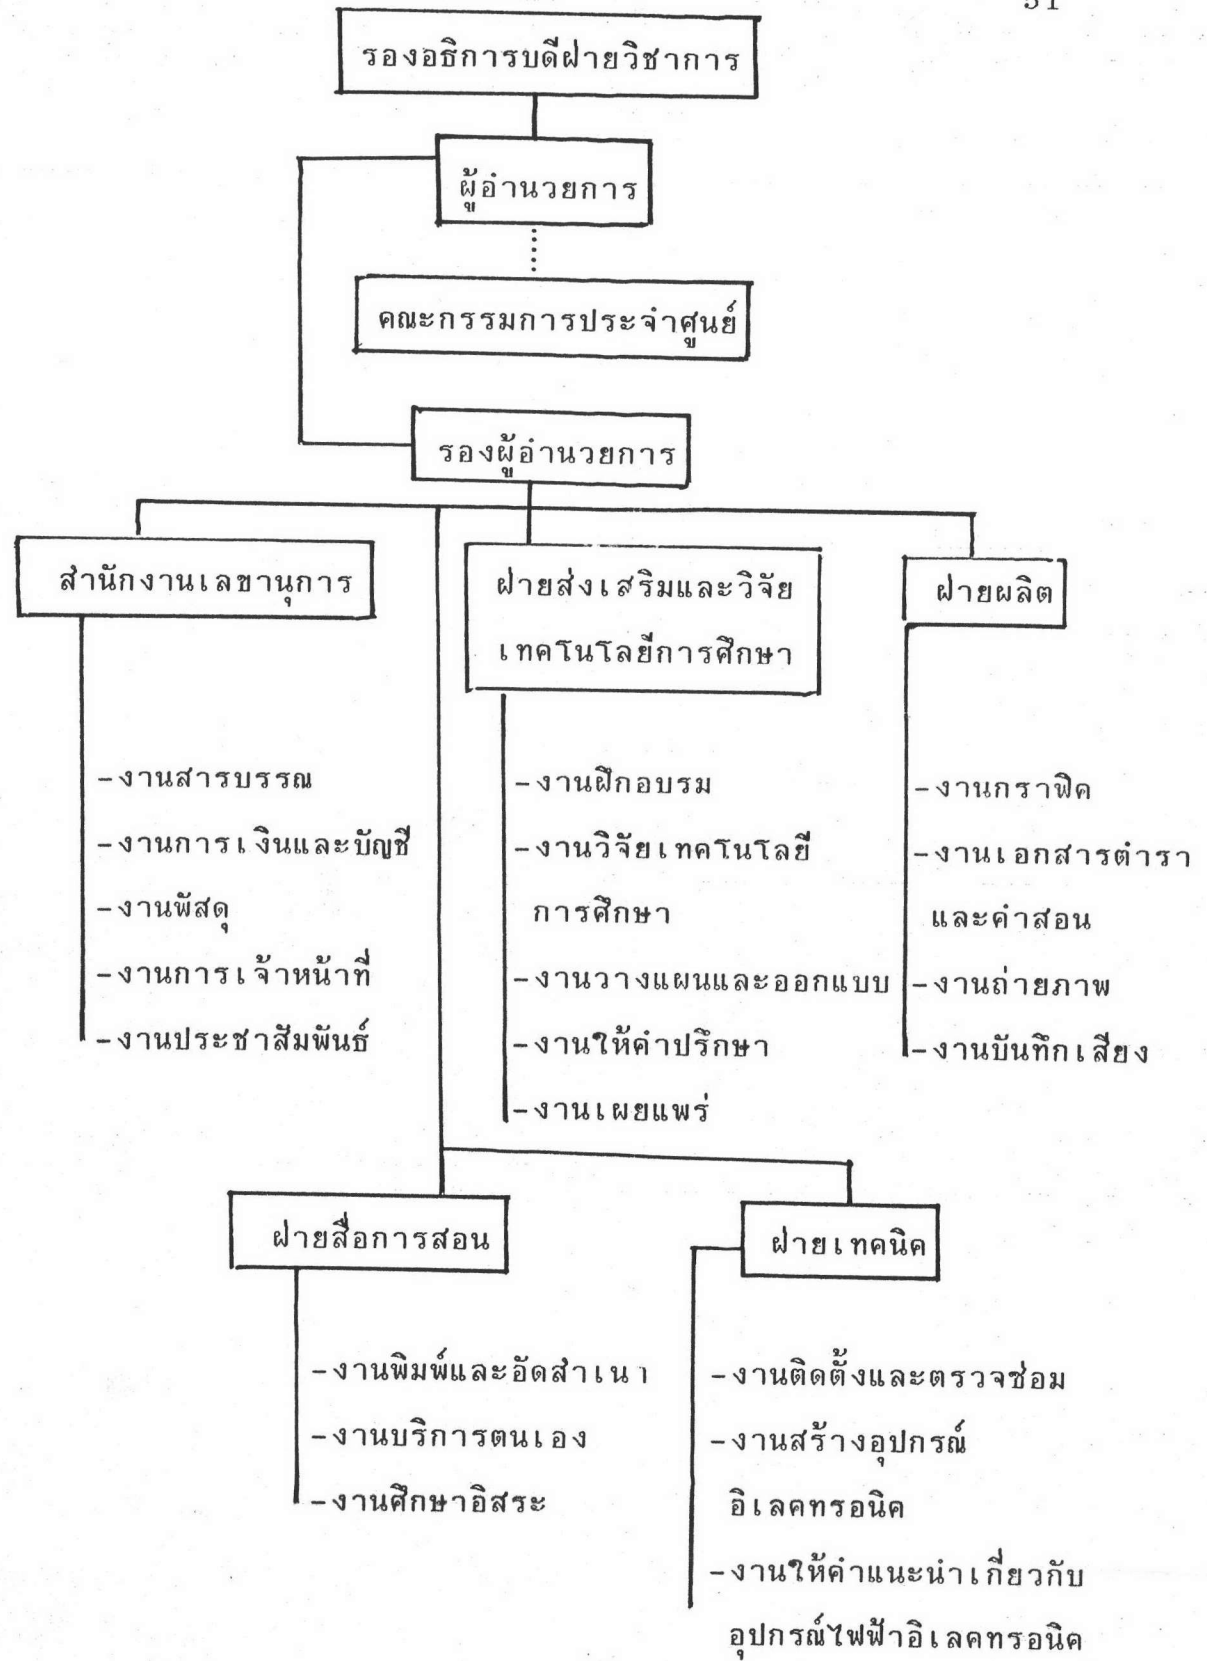 รองอธิการบดีฝ่ายวิชาการ
ผู้อำนวยการ
คณะกรรมการประจำศูนย์
รองผู้อำนวยการ
สำนักงานเลขานุการ
-งานสารบรรณ
-งานการเงินและบัญชี
-งานพัสดุ
-งานการเจ้าหน้าที่
-งานประชาสัมพันธ์
ฝ่ายส่งเสริมและวิจัย
เทคโนโลยีการศึกษา
-งานฝึกอบรม
-งานวิจัยเทคโนโลยี
การศึกษา
-งานวางแผนและออกแบบ
-งานให้คำปรึกษา
-งานเผยแพร่
ฝ่ายผลิต
-งานกราฟิค
-งานเอกสารตำรา
และคำสอน
-งานถ่ายภาพ
-งานบันทึกเสียง
ฝ่ายสื่อการสอน
-งานพิมพ์และอัดสำเนา
-งานบริการตนเอง
-งานศึกษาอิสระ
ฝ่ายเทคนิค
-งานติดตั้งและตรวจซ่อม
-งานสร้างอุปกรณ์
อิเลคทรอนิค
-งานให้คำแนะนำเกี่ยวกับ
อุปกรณ์ไฟฟ้าอิเลคทรอนิค